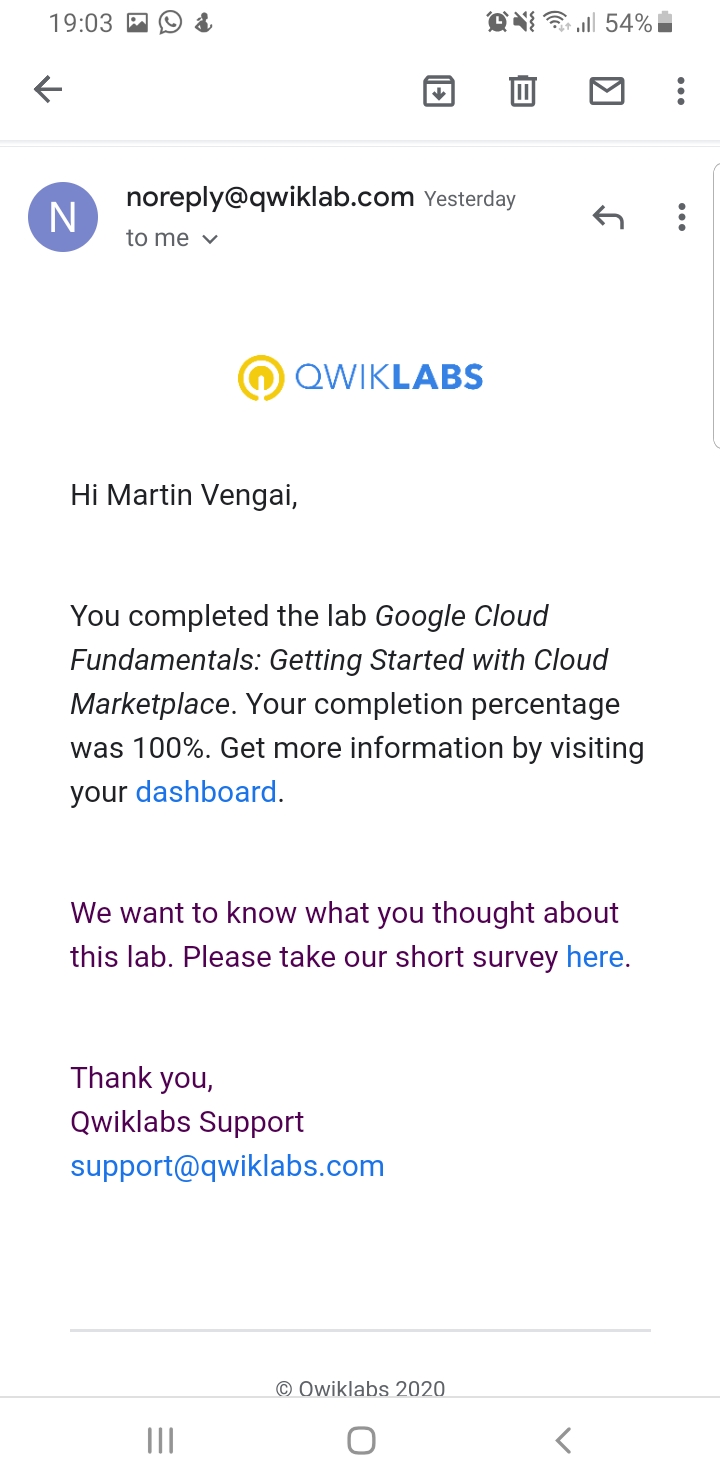 19:03 54%
noreply@qwiklab.com Yesterday
to me
N
QWIKLABS
Hi Martin Vengai,
You completed the lab Google Cloud
Fundamentals: Getting Started with Cloud
Marketplace. Your completion percentage
was 100%. Get more information by visiting
your dashboard.
We want to know what you thought about
this lab. Please take our short survey here.
Thank you,
Qwiklabs Support
support@qwiklabs.com
© Qwiklabs 2020